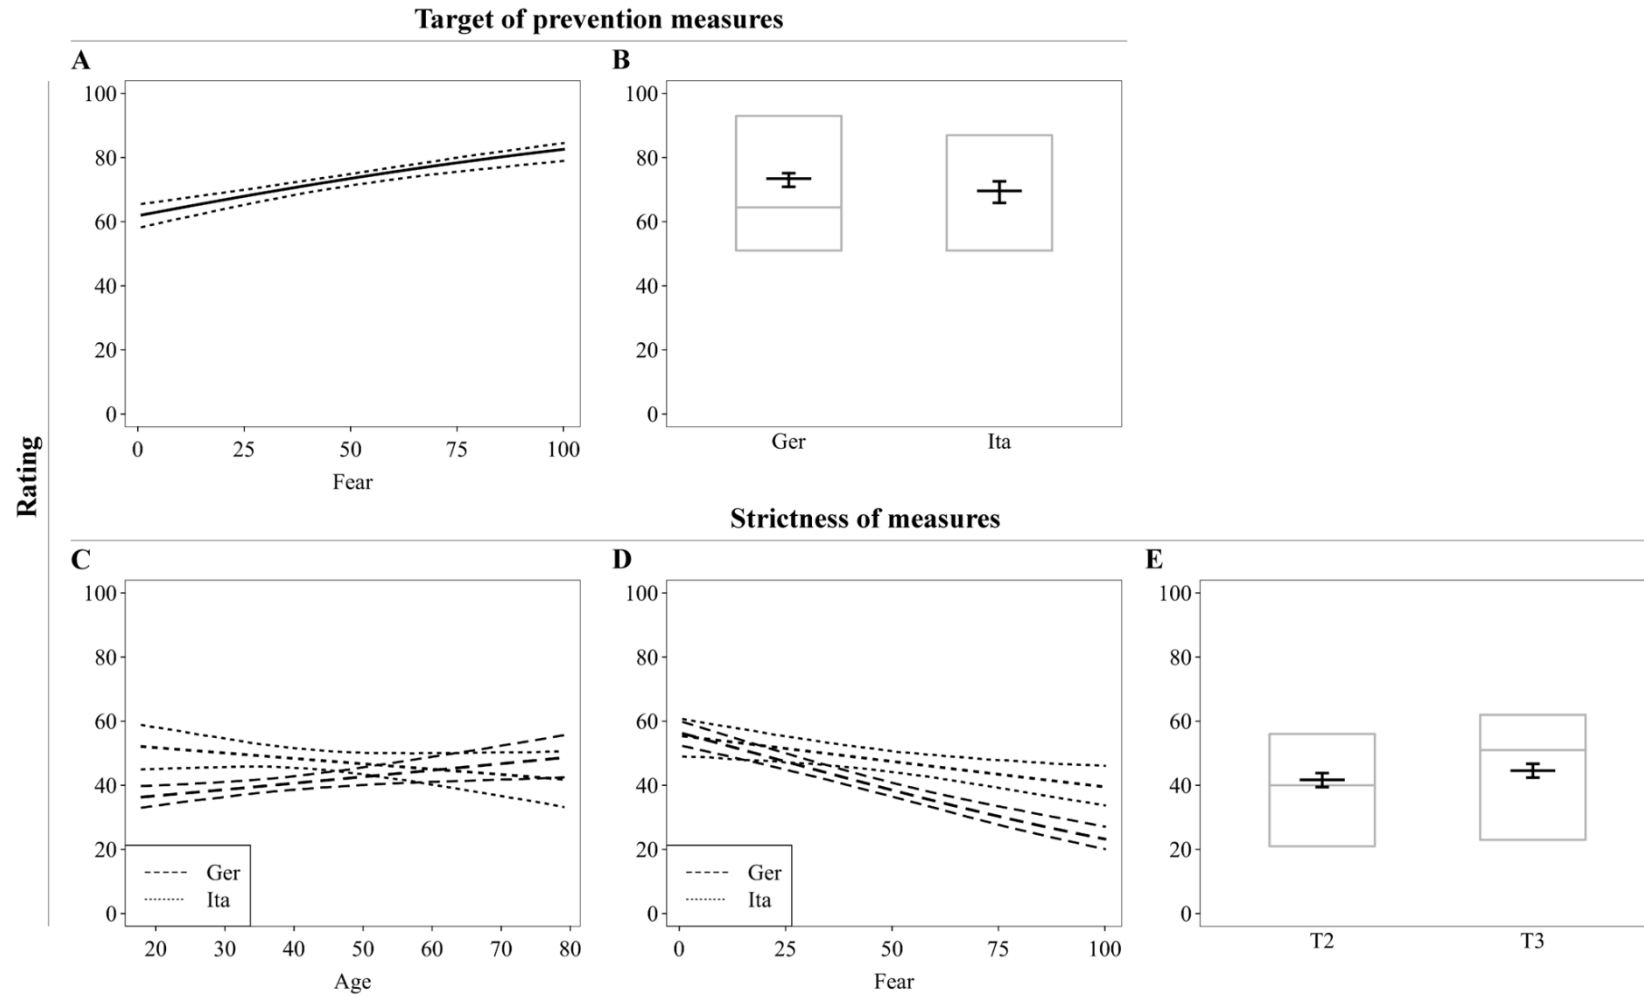 Target of prevention measures
A
B
100
80
60
40
20
0
0 25 50 75 100
Fear
100
80
60
40
20
0
Ger Ita
Rating
Strictness of measures
C
D
E
100
80
60
40
20
0
Ger
Ita
20 30 40 50 60 70 80
Age
100
80
60
40
20
0
Ger
Ita
0 25 50 75 100
Fear
100
80
60
40
20
0
T2 T3